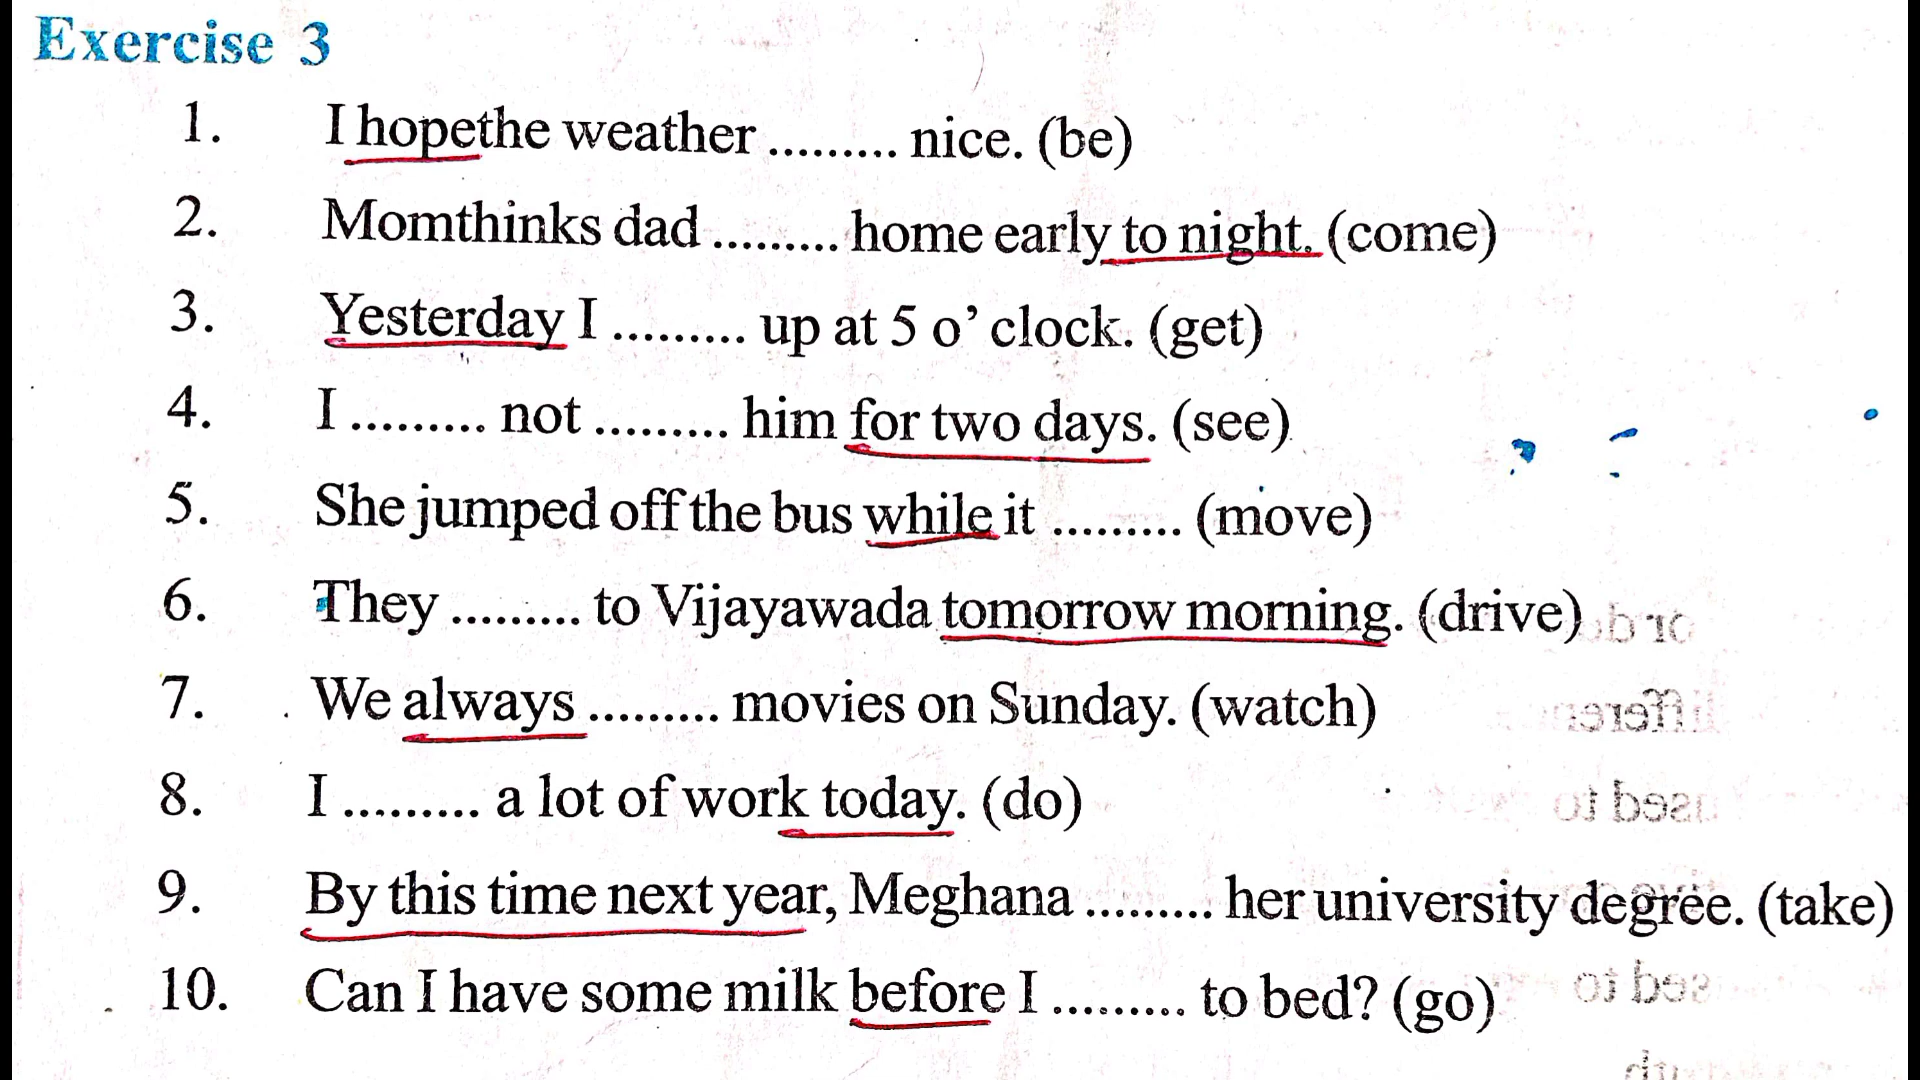 Exercise 3
1. I hopethe weather ......... nice. (be)
2. Momthinks dad ......... home early to night. (come)
3. Yesterday I ......... up at 5 o’ clock. (get)
4. I ......... not ......... him for two days. (see)
5. She jumped off the bus while it ......... (move)
6. They ......... to Vijayawada tomorrow morning. (drive)
7. We always ......... movies on Sunday. (watch)
8. I ......... a lot of work today. (do)
9. By this time next year, Meghana ......... her university degree. (take)
10. Can I have some milk before I ......... to bed? (go)